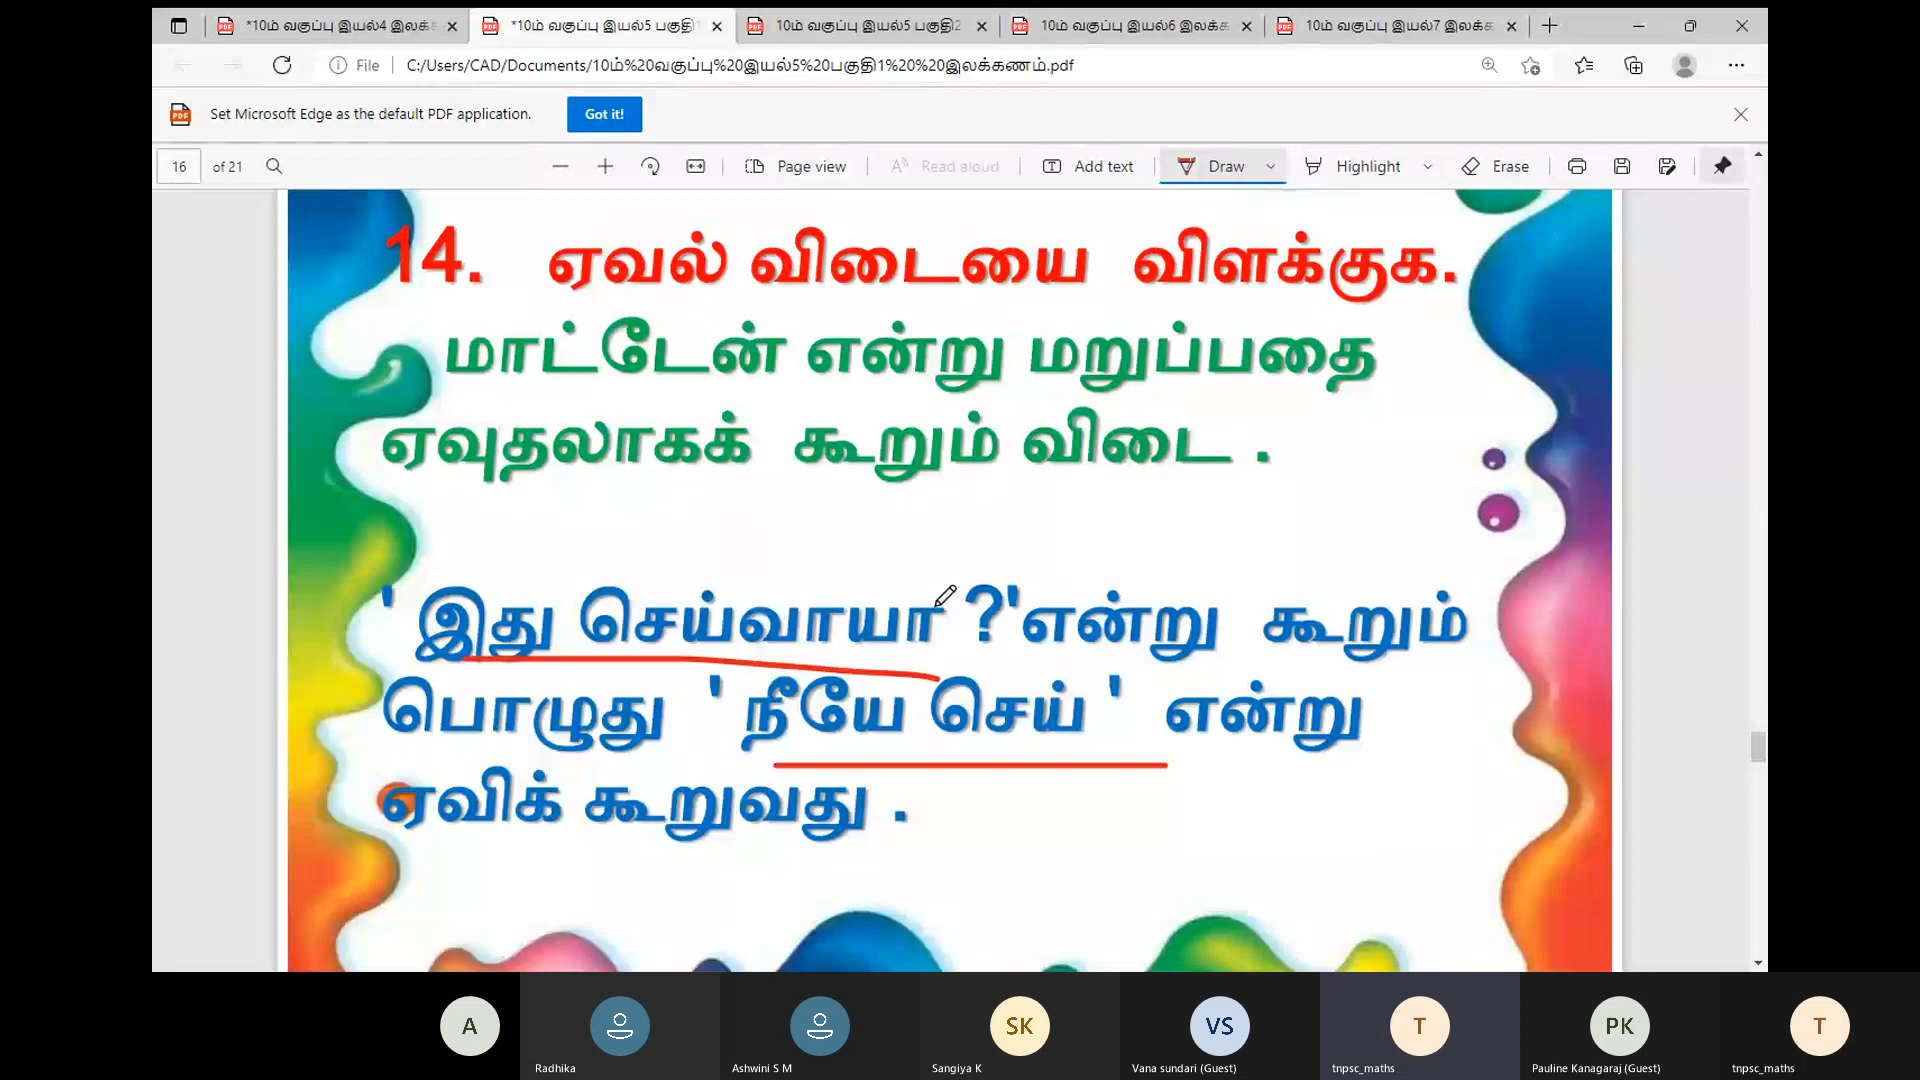 *10ம் வகுப்பு இயல்4 இலக்க
*10ம் வகுப்பு இயல்5 பகுதி1
10ம் வகுப்பு இயல்5 பகுதி2
10ம் வகுப்பு இயல்6 இலக்க
10ம் வகுப்பு இயல்7 இலக்க
File C:/Users/CAD/Documents/10ம்%20வகுப்பு%20இயல்5%20பகுதி1%20%20இலக்கணம்.pdf
PDF Set Microsoft Edge as the default PDF application. Got it!
16 of 21 Page view Read aloud Add text Draw Highlight Erase
14. ஏவல் விடையை விளக்குக.
மாட்டேன் என்று மறுப்பதை
ஏவுதலாகக் கூறும் விடை .
' இது செய்வாயா ?'என்று கூறும்
பொழுது ' நீயே செய் ' என்று
ஏவிக் கூறுவது .
A SK VS T PK T
Radhika Ashwini S M Sangiya K Vana sundari (Guest) tnpsc_maths Pauline Kanagaraj (Guest) tnpsc_maths